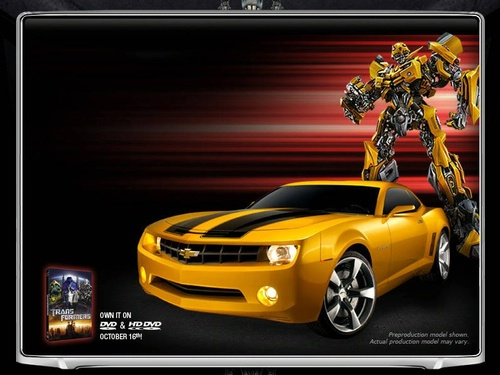 TRANSFORMERS
OWN IT ON
DVD & HD DVD
OCTOBER 16TH!
Preproduction model shown.
Actual production model may vary.